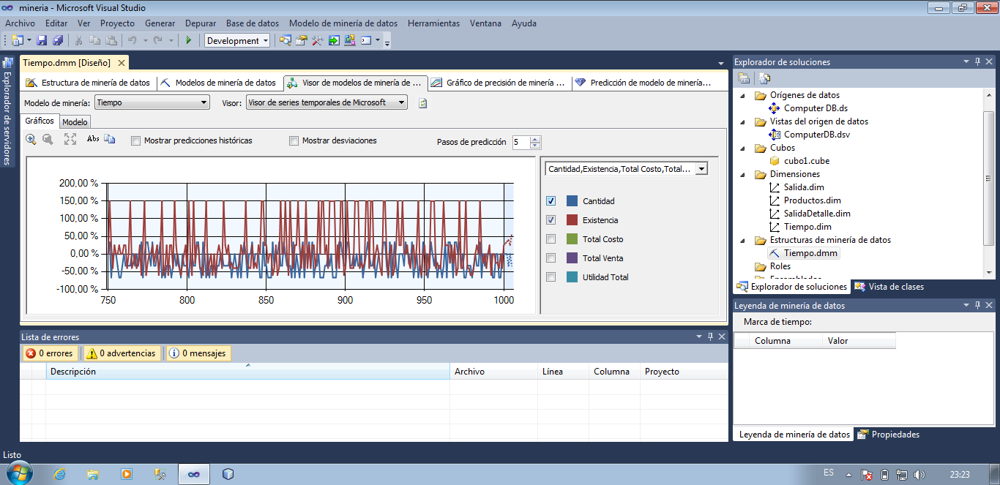 mineria - Microsoft Visual Studio
Archivo Editar Ver Proyecto Generar Depurar Base de datos Modelo de minería de datos Herramientas Ventana Ayuda
Development
Explorador de servidores
Tiempo.dmm [Diseño]
Estructura de minería de datos Modelos de minería de datos Visor de modelos de minería de ... Gráfico de precisión de minería ... Predicción de modelo de minería...
Modelo de minería: Tiempo Visor: Visor de series temporales de Microsoft
Gráficos Modelo
Abs Mostrar predicciones históricas Mostrar desviaciones Pasos de predicción 5
200,00 %
150,00 %
100,00 %
50,00 %
0,00 %
-50,00 %
-100,00 %
750 800 850 900 950 1000
Cantidad,Existencia,Total Costo,Total...
Cantidad
Existencia
Total Costo
Total Venta
Utilidad Total
Lista de errores
0 errores 0 advertencias 0 mensajes
Descripción Archivo Línea Columna Proyecto
Explorador de soluciones
Orígenes de datos
Computer DB.ds
Vistas del origen de datos
ComputerDB.dsv
Cubos
cubo1.cube
Dimensiones
Salida.dim
Productos.dim
SalidaDetalle.dim
Tiempo.dim
Estructuras de minería de datos
Tiempo.dmm
Roles
Explorador de soluciones Vista de clases
Leyenda de minería de datos
Marca de tiempo:
Columna Valor
Leyenda de minería de datos Propiedades
Listo
ES 23:23